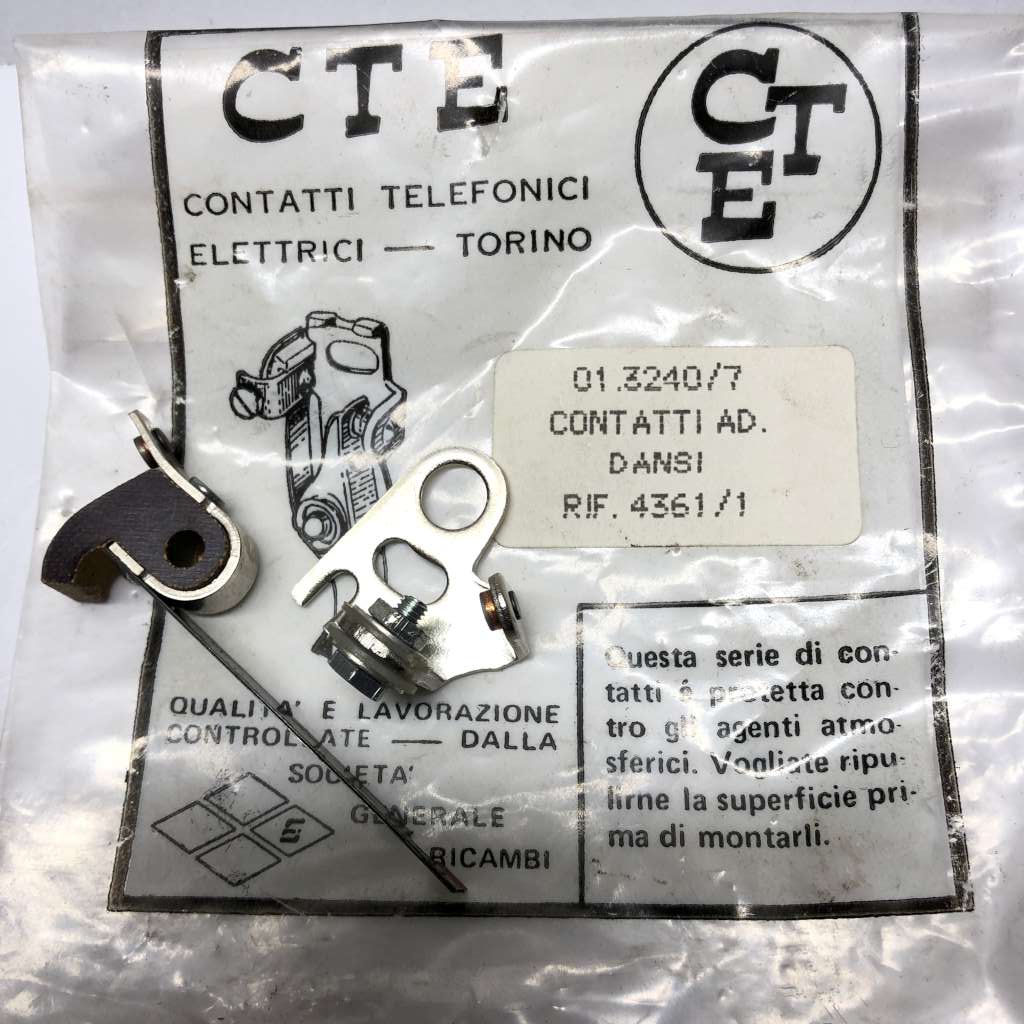 CTE
C
T
E
CONTATTI TELEFONICI
ELETTRICI — TORINO
01.3240/7
CONTATTI AD.
DANSI
RIF. 4361/1
QUALITA' E LAVORAZIONE
CONTROLLATE — DALLA
SOCIETA'
GENERALE
RICAMBI
Questa serie di con-
tatti é protetta con-
tro gli agenti atmo-
sferici. Vogliate ripu-
lirne la superficie pri-
ma di montarli.